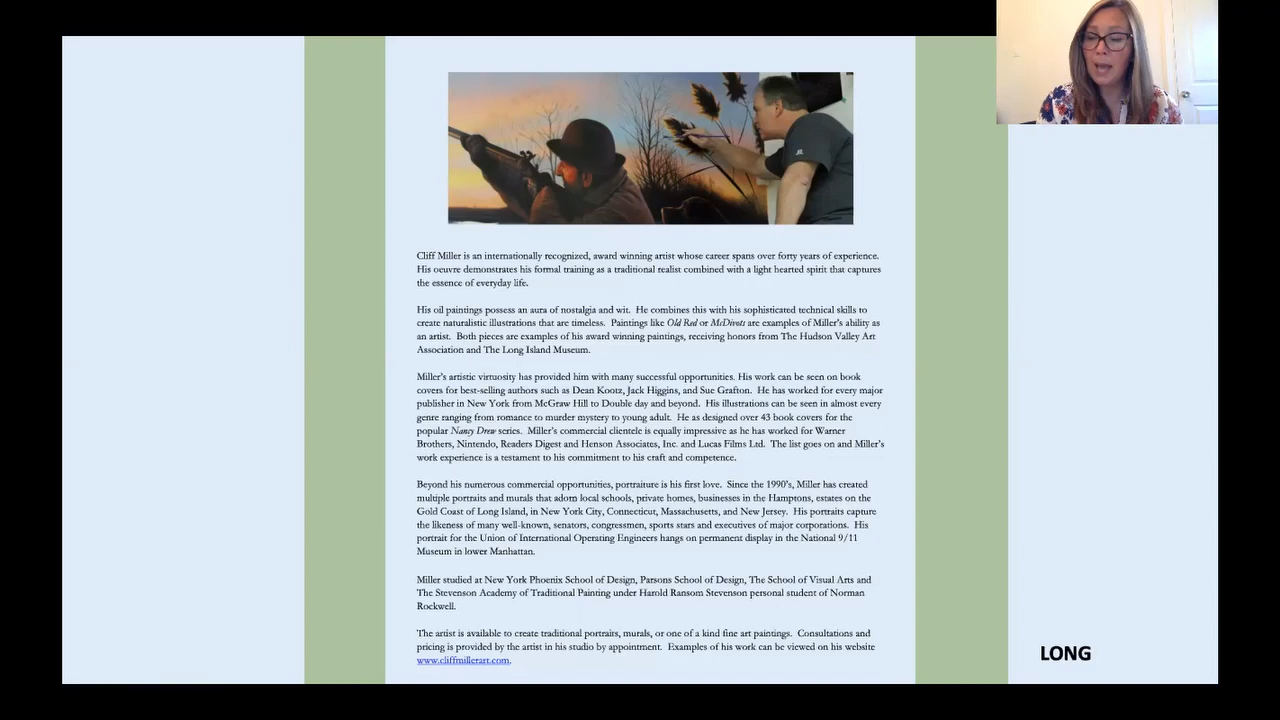 Cliff Miller is an internationally recognized, award winning artist whose career spans over forty years of experience.
His oeuvre demonstrates his formal training as a traditional realist combined with a light hearted spirit that captures
the essence of everyday life.
His oil paintings possess an aura of nostalgia and wit. He combines this with his sophisticated technical skills to
create naturalistic illustrations that are timeless. Paintings like Old Red or McDivots are examples of Miller's ability as
an artist. Both pieces are examples of his award winning paintings, receiving honors from The Hudson Valley Art
Association and The Long Island Museum.
Miller's artistic virtuosity has provided him with many successful opportunities. His work can be seen on book
covers for best-selling authors such as Dean Kootz, Jack Higgins, and Sue Grafton. He has worked for every major
publisher in New York from McGraw Hill to Double day and beyond. His illustrations can be seen in almost every
genre ranging from romance to murder mystery to young adult. He as designed over 43 book covers for the
popular Nancy Drew series. Miller's commercial clientele is equally impressive as he has worked for Warner
Brothers, Nintendo, Readers Digest and Henson Associates, Inc. and Lucas Films Ltd. The list goes on and Miller's
work experience is a testament to his commitment to his craft and competence.
Beyond his numerous commercial opportunities, portraiture is his first love. Since the 1990's, Miller has created
multiple portraits and murals that adorn local schools, private homes, businesses in the Hamptons, estates on the
Gold Coast of Long Island, in New York City, Connecticut, Massachusetts, and New Jersey. His portraits capture
the likeness of many well-known, senators, congressmen, sports stars and executives of major corporations. His
portrait for the Union of International Operating Engineers hangs on permanent display in the National 9/11
Museum in lower Manhattan.
Miller studied at New York Phoenix School of Design, Parsons School of Design, The School of Visual Arts and
The Stevenson Academy of Traditional Painting under Harold Ransom Stevenson personal student of Norman
Rockwell.
The artist is available to create traditional portraits, murals, or one of a kind fine art paintings. Consultations and
pricing is provided by the artist in his studio by appointment. Examples of his work can be viewed on his website
www.cliffmillerart.com.
LONG